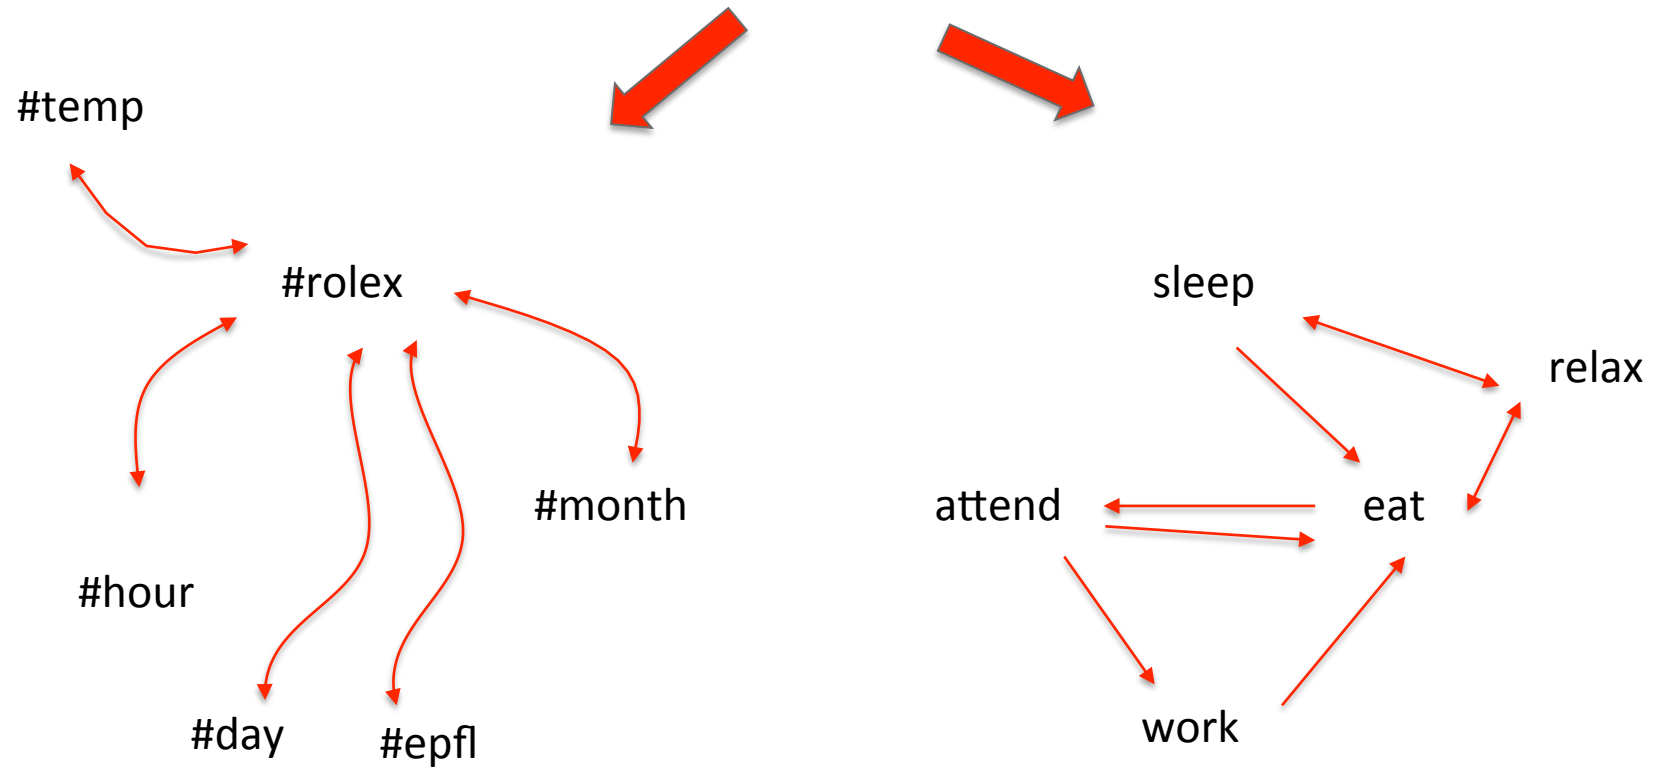 #temp
#rolex
#month
#hour
#day
#epfl
sleep
relax
attend
eat
work